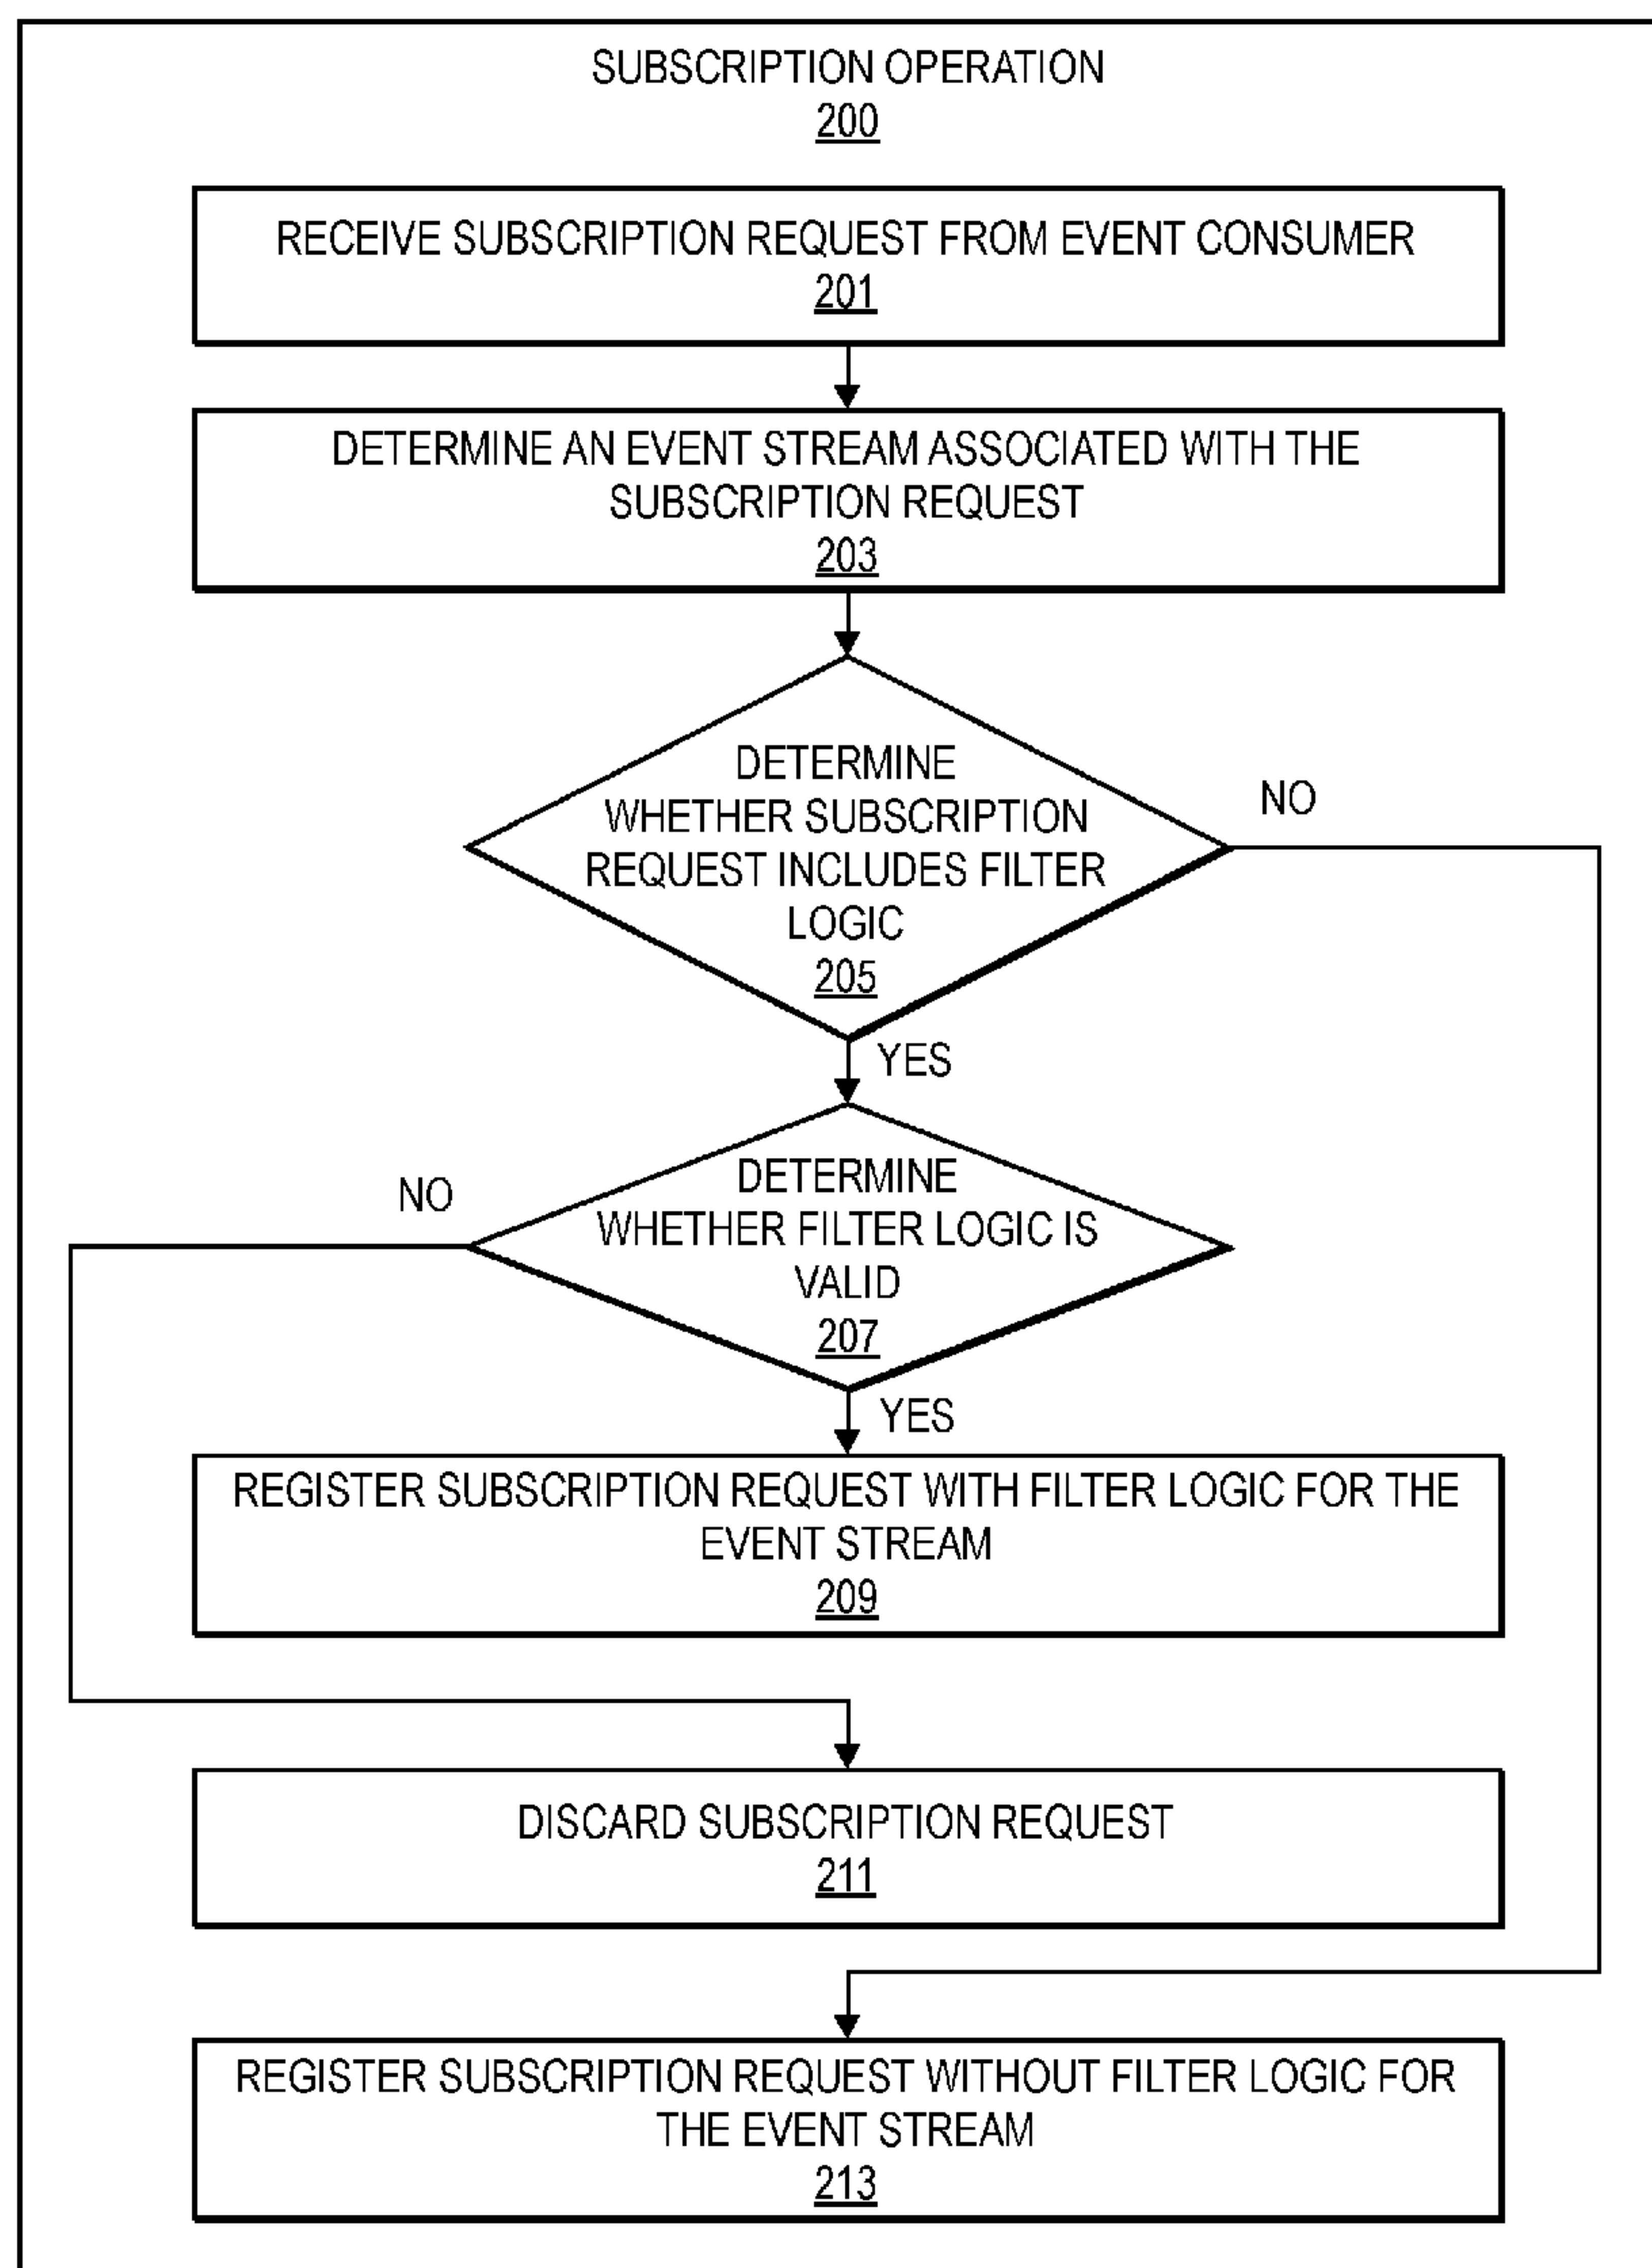 SUBSCRIPTION OPERATION
200
RECEIVE SUBSCRIPTION REQUEST FROM EVENT CONSUMER
201
DETERMINE AN EVENT STREAM ASSOCIATED WITH THE
SUBSCRIPTION REQUEST
203
DETERMINE
WHETHER SUBSCRIPTION
REQUEST INCLUDES FILTER
LOGIC
205
NO
YES
DETERMINE
WHETHER FILTER LOGIC IS
VALID
207
NO
YES
REGISTER SUBSCRIPTION REQUEST WITH FILTER LOGIC FOR THE
EVENT STREAM
209
DISCARD SUBSCRIPTION REQUEST
211
REGISTER SUBSCRIPTION REQUEST WITHOUT FILTER LOGIC FOR
THE EVENT STREAM
213